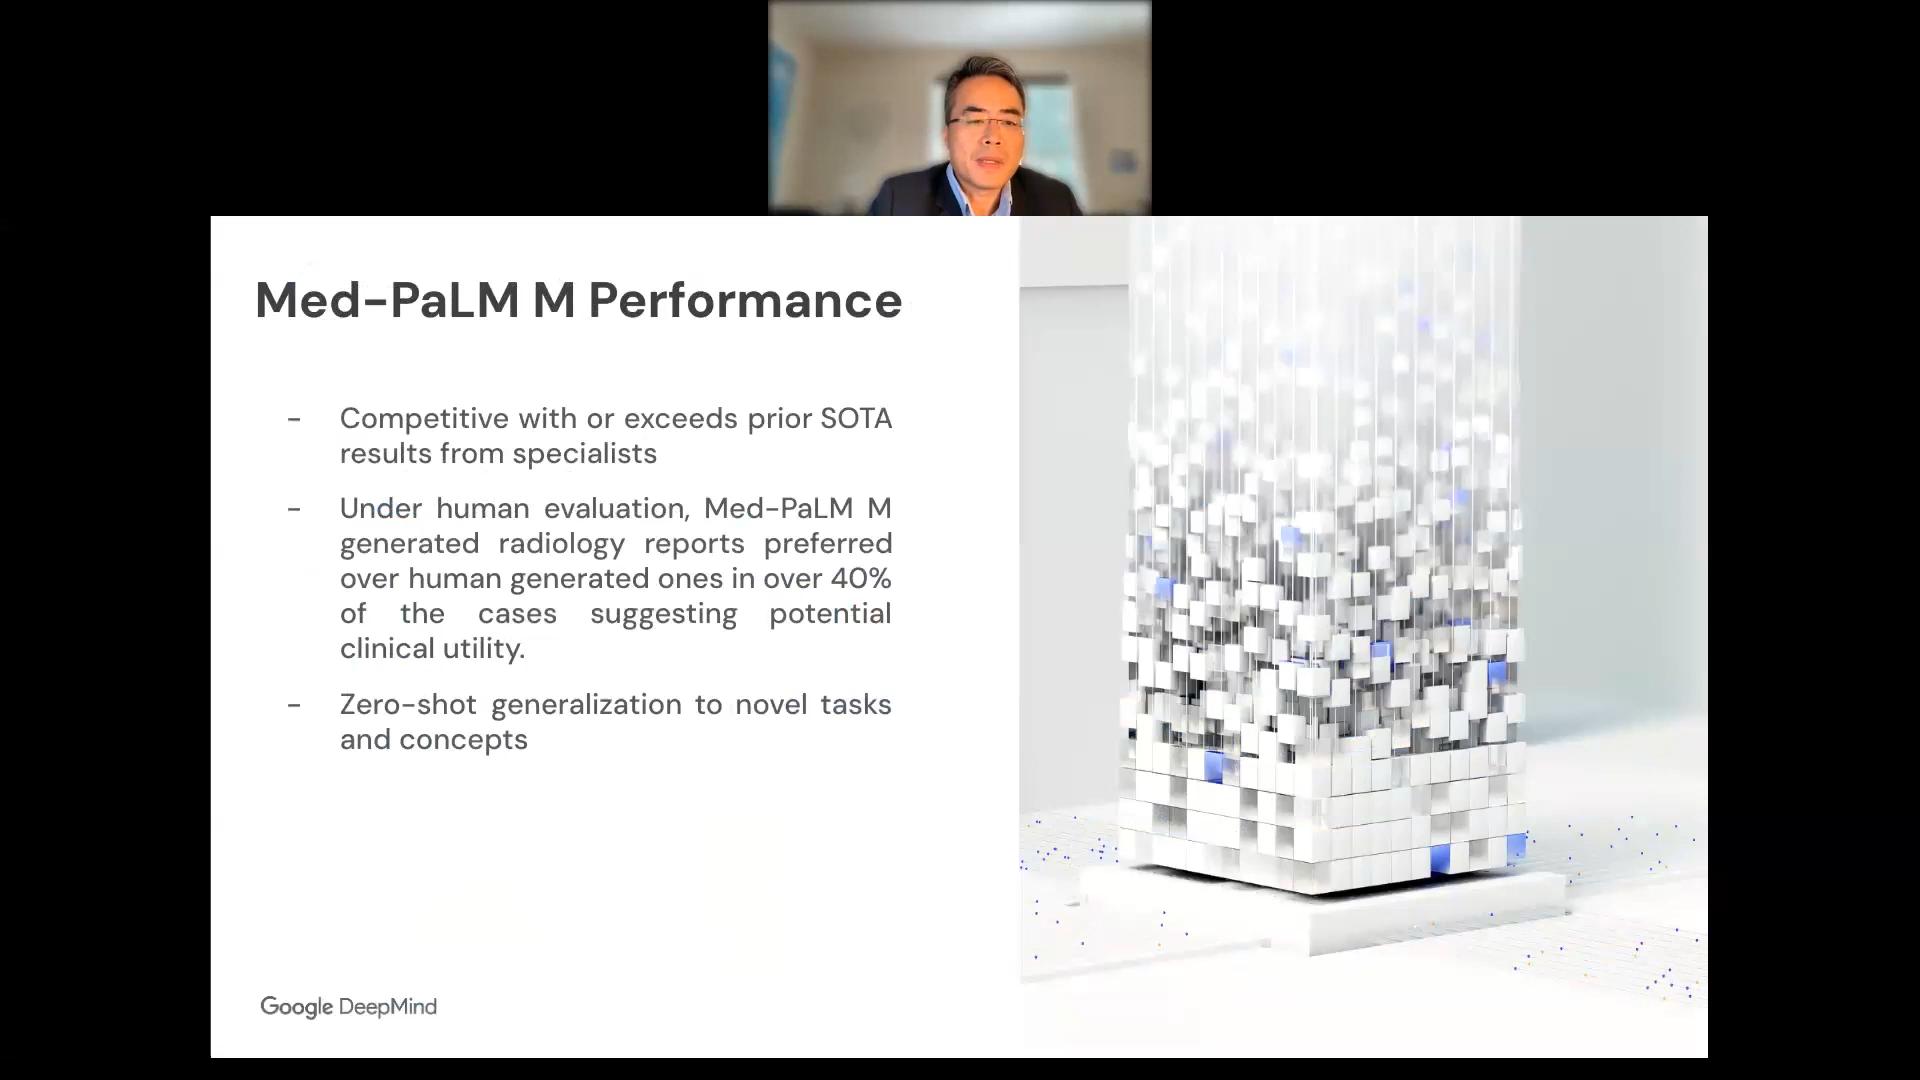 Med-PaLM M Performance
- Competitive with or exceeds prior SOTA
results from specialists
- Under human evaluation, Med-PaLM M
generated radiology reports preferred
over human generated ones in over 40%
of the cases suggesting potential
clinical utility.
- Zero-shot generalization to novel tasks
and concepts
Google DeepMind